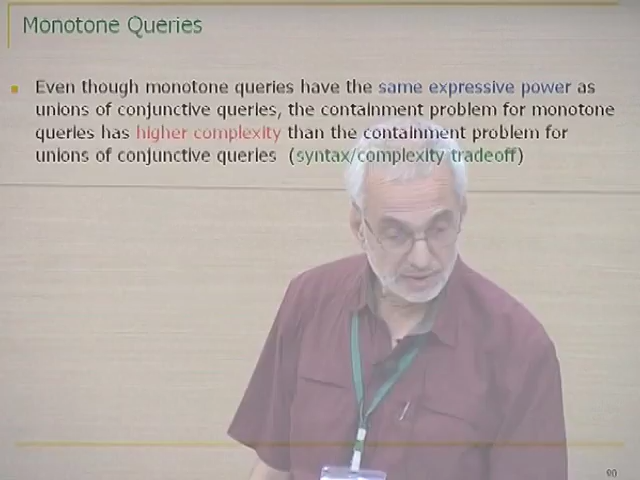 Monotone Queries
Even though monotone queries have the same expressive power as
unions of conjunctive queries, the containment problem for monotone
queries has higher complexity than the containment problem for
unions of conjunctive queries (syntax/complexity tradeoff)
90